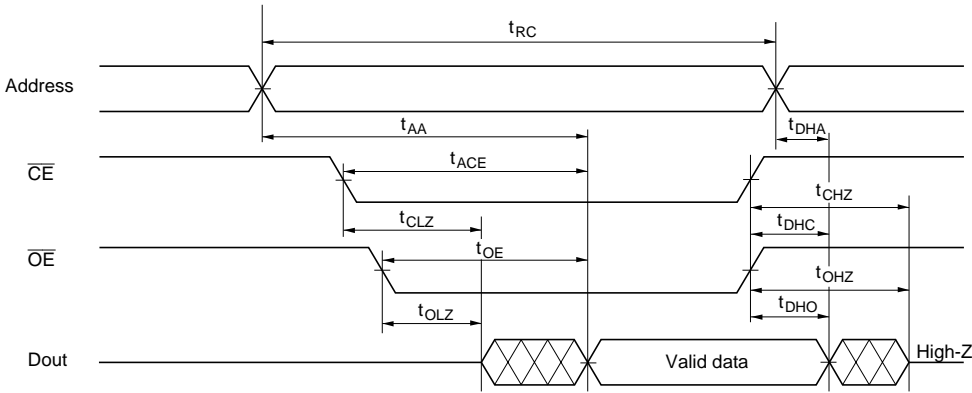 tRC
Address
tAA
tDHA
CE
tACE
tCHZ
tCLZ
tDHC
OE
tOE
tOHZ
tOLZ
tDHO
Dout
Valid data
High-Z